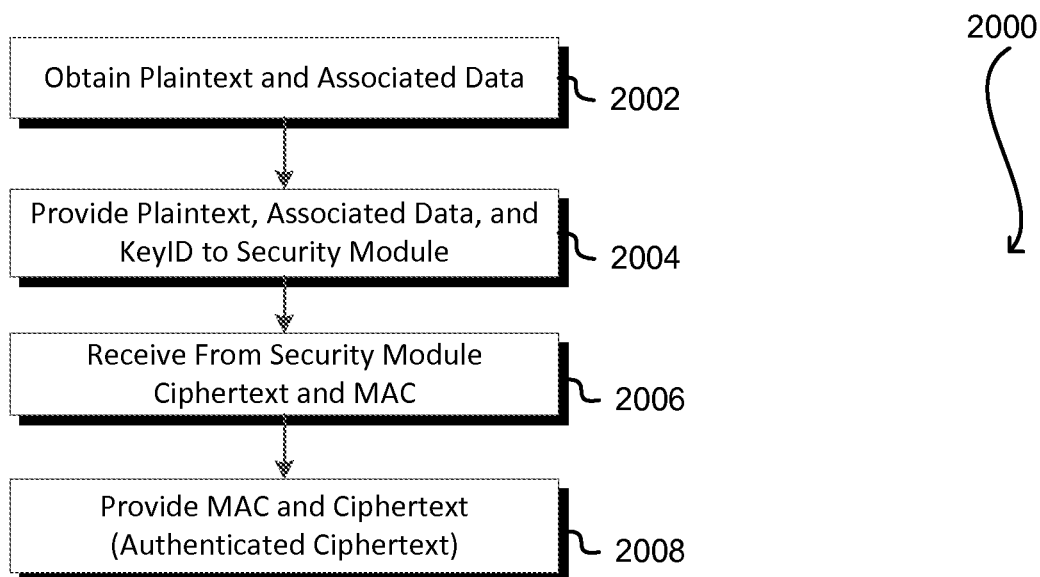 2000
Obtain Plaintext and Associated Data
2002
Provide Plaintext, Associated Data, and
KeyID to Security Module
2004
Receive From Security Module
Ciphertext and MAC
2006
Provide MAC and Ciphertext
(Authenticated Ciphertext)
2008